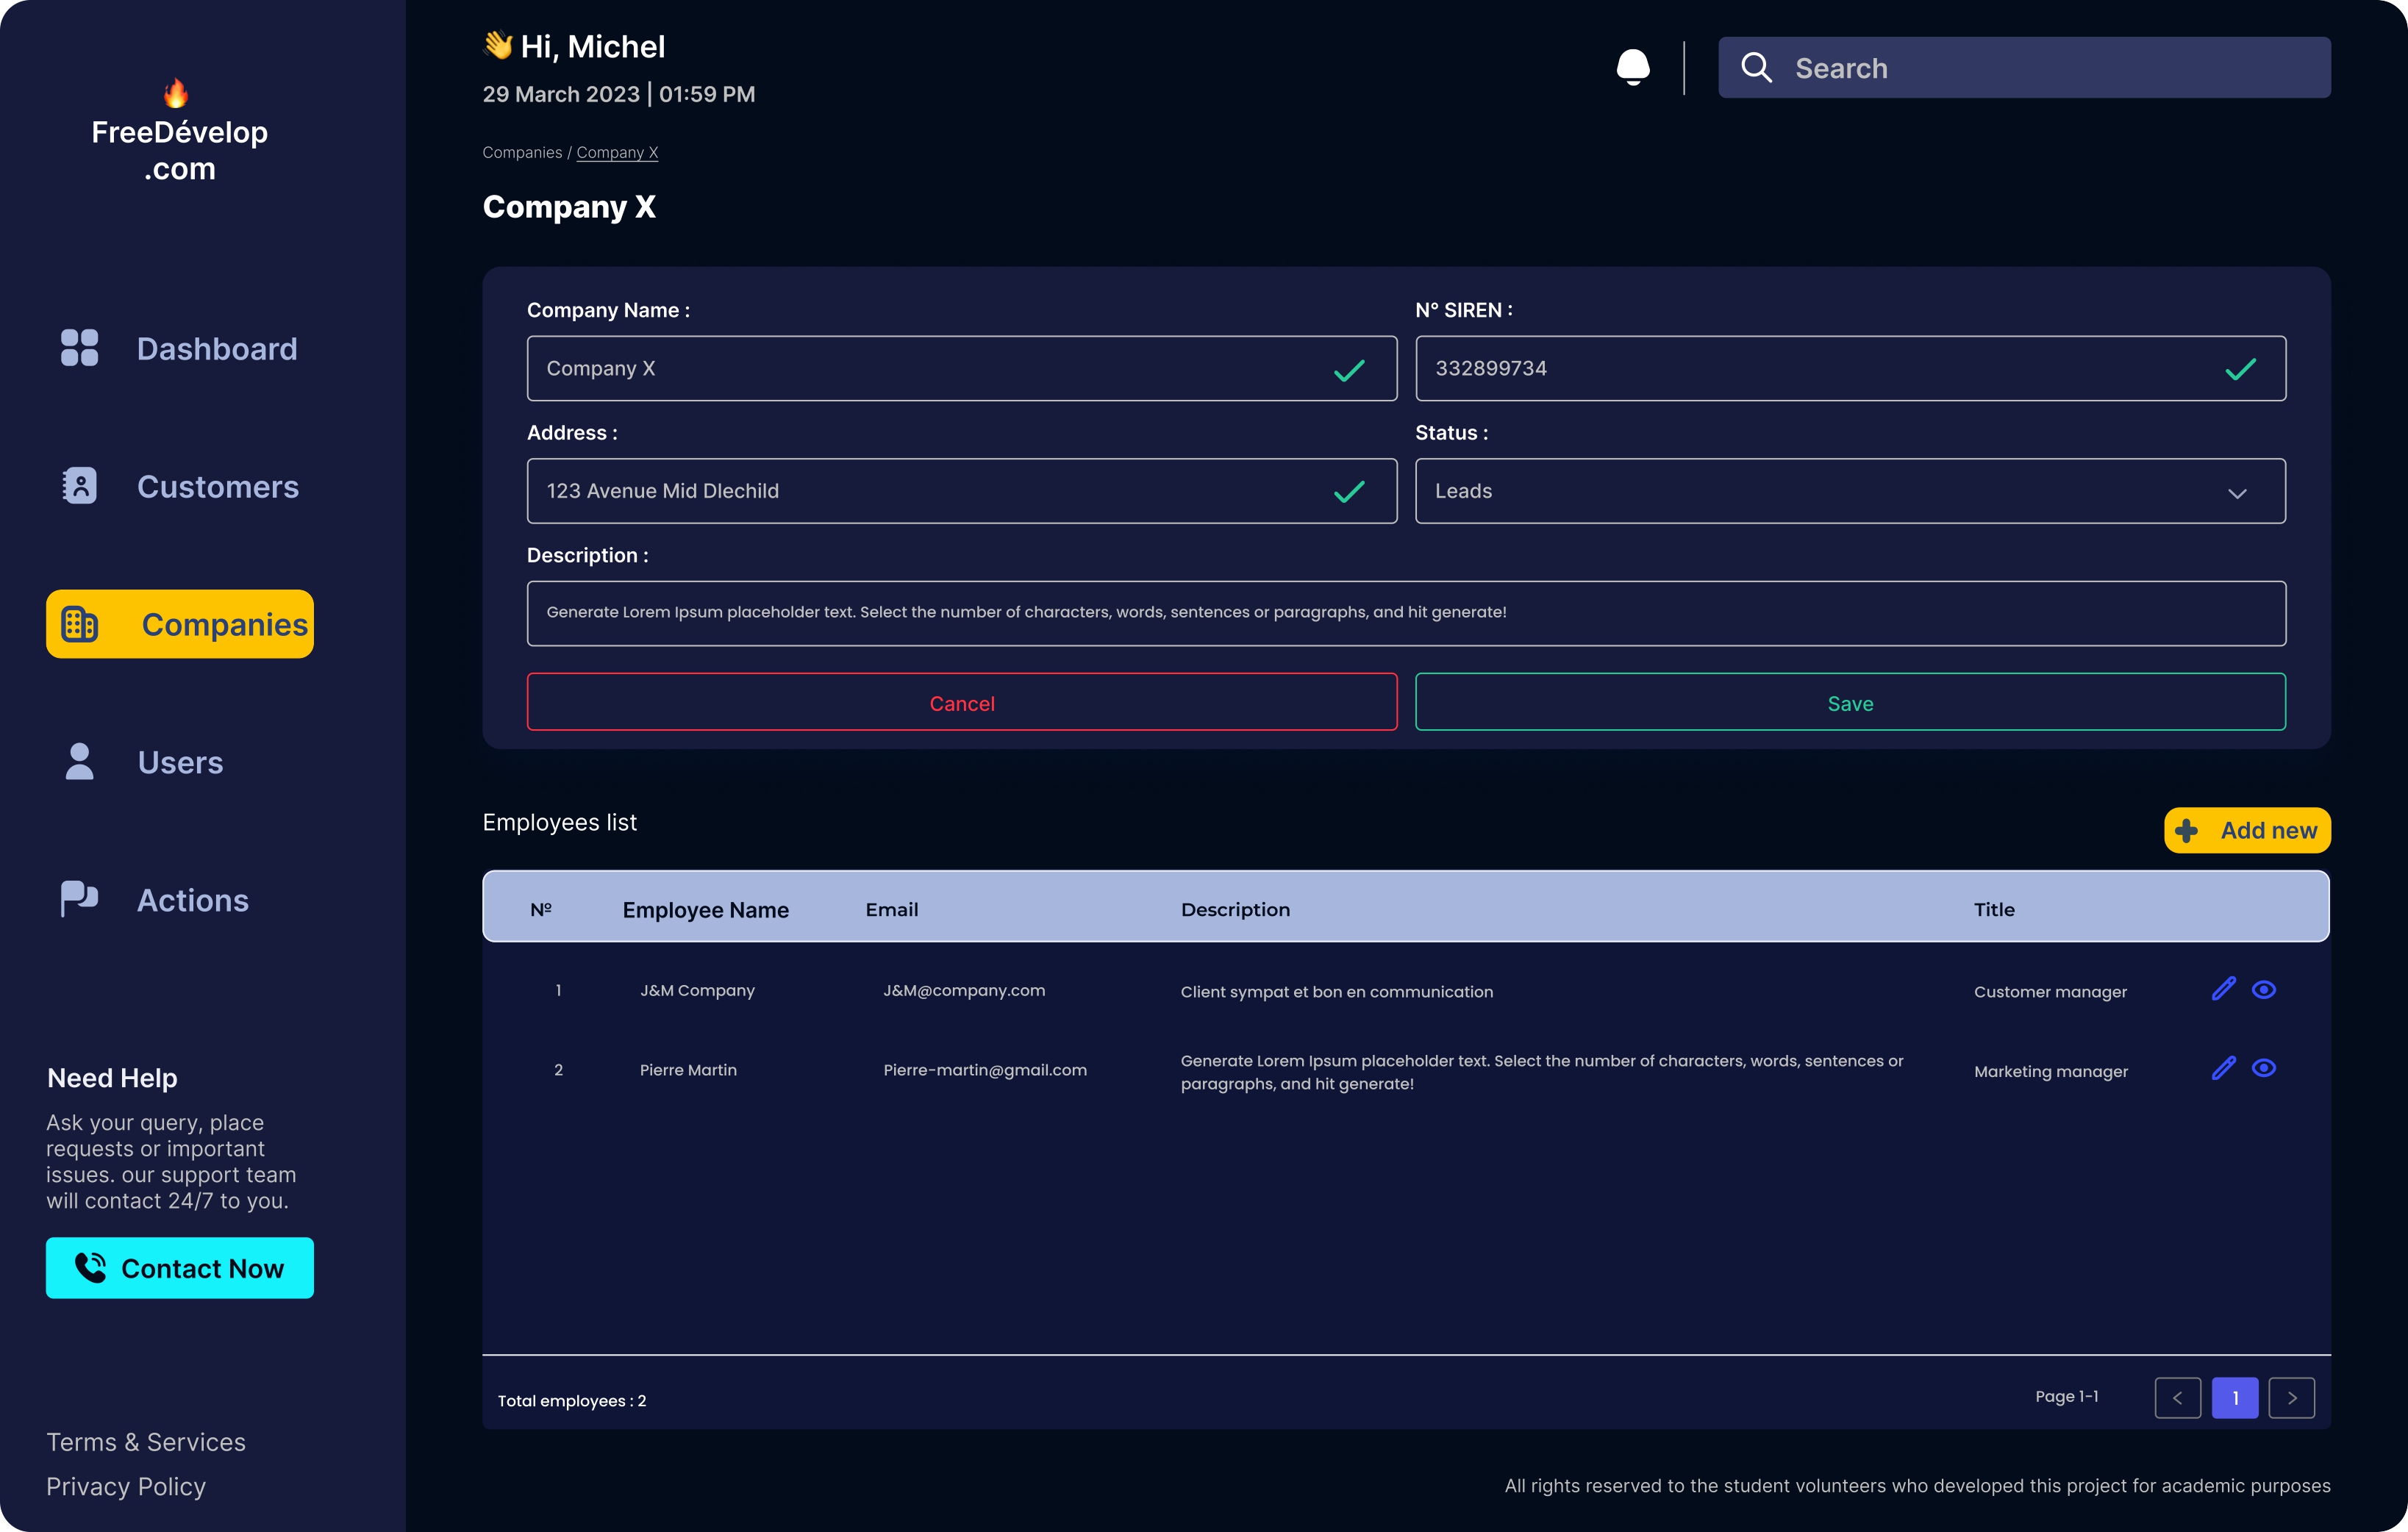 FreeDévelop
.com
Dashboard
Customers
Companies
Users
Actions
Need Help
Ask your query, place
requests or important
issues. our support team
will contact 24/7 to you.
Contact Now
Terms & Services
Privacy Policy
Hi, Michel
29 March 2023 | 01:59 PM
Search
Companies / Company X
Company X
Company Name :
N° SIREN :
Company X
332899734
Address :
Status :
123 Avenue Mid Dlechild
Leads
Description :
Generate Lorem Ipsum placeholder text. Select the number of characters, words, sentences or paragraphs, and hit generate!
Cancel
Save
Employees list
Add new
Nº Employee Name Email Description Title
1 J&M Company J&M@company.com Client sympat et bon en communication Customer manager
2 Pierre Martin Pierre-martin@gmail.com Generate Lorem Ipsum placeholder text. Select the number of characters, words, sentences or
paragraphs, and hit generate! Marketing manager
Total employees : 2
Page 1-1
< 1 >
All rights reserved to the student volunteers who developed this project for academic purposes